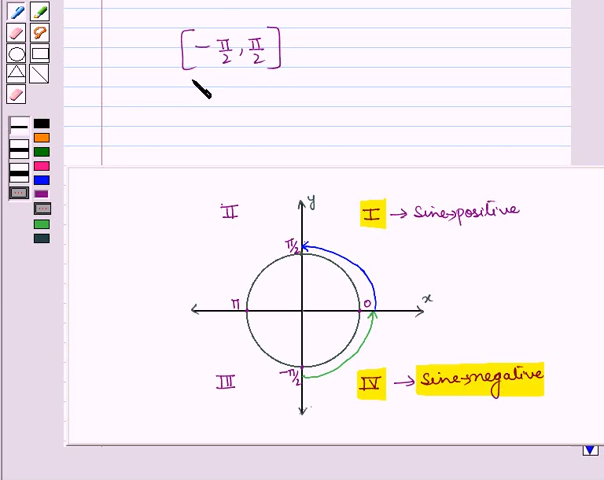 [-π/2, π/2]
y
II
I → Sine→positive
π/2
π
0
x
-π/2
III
IV → Sine→negative